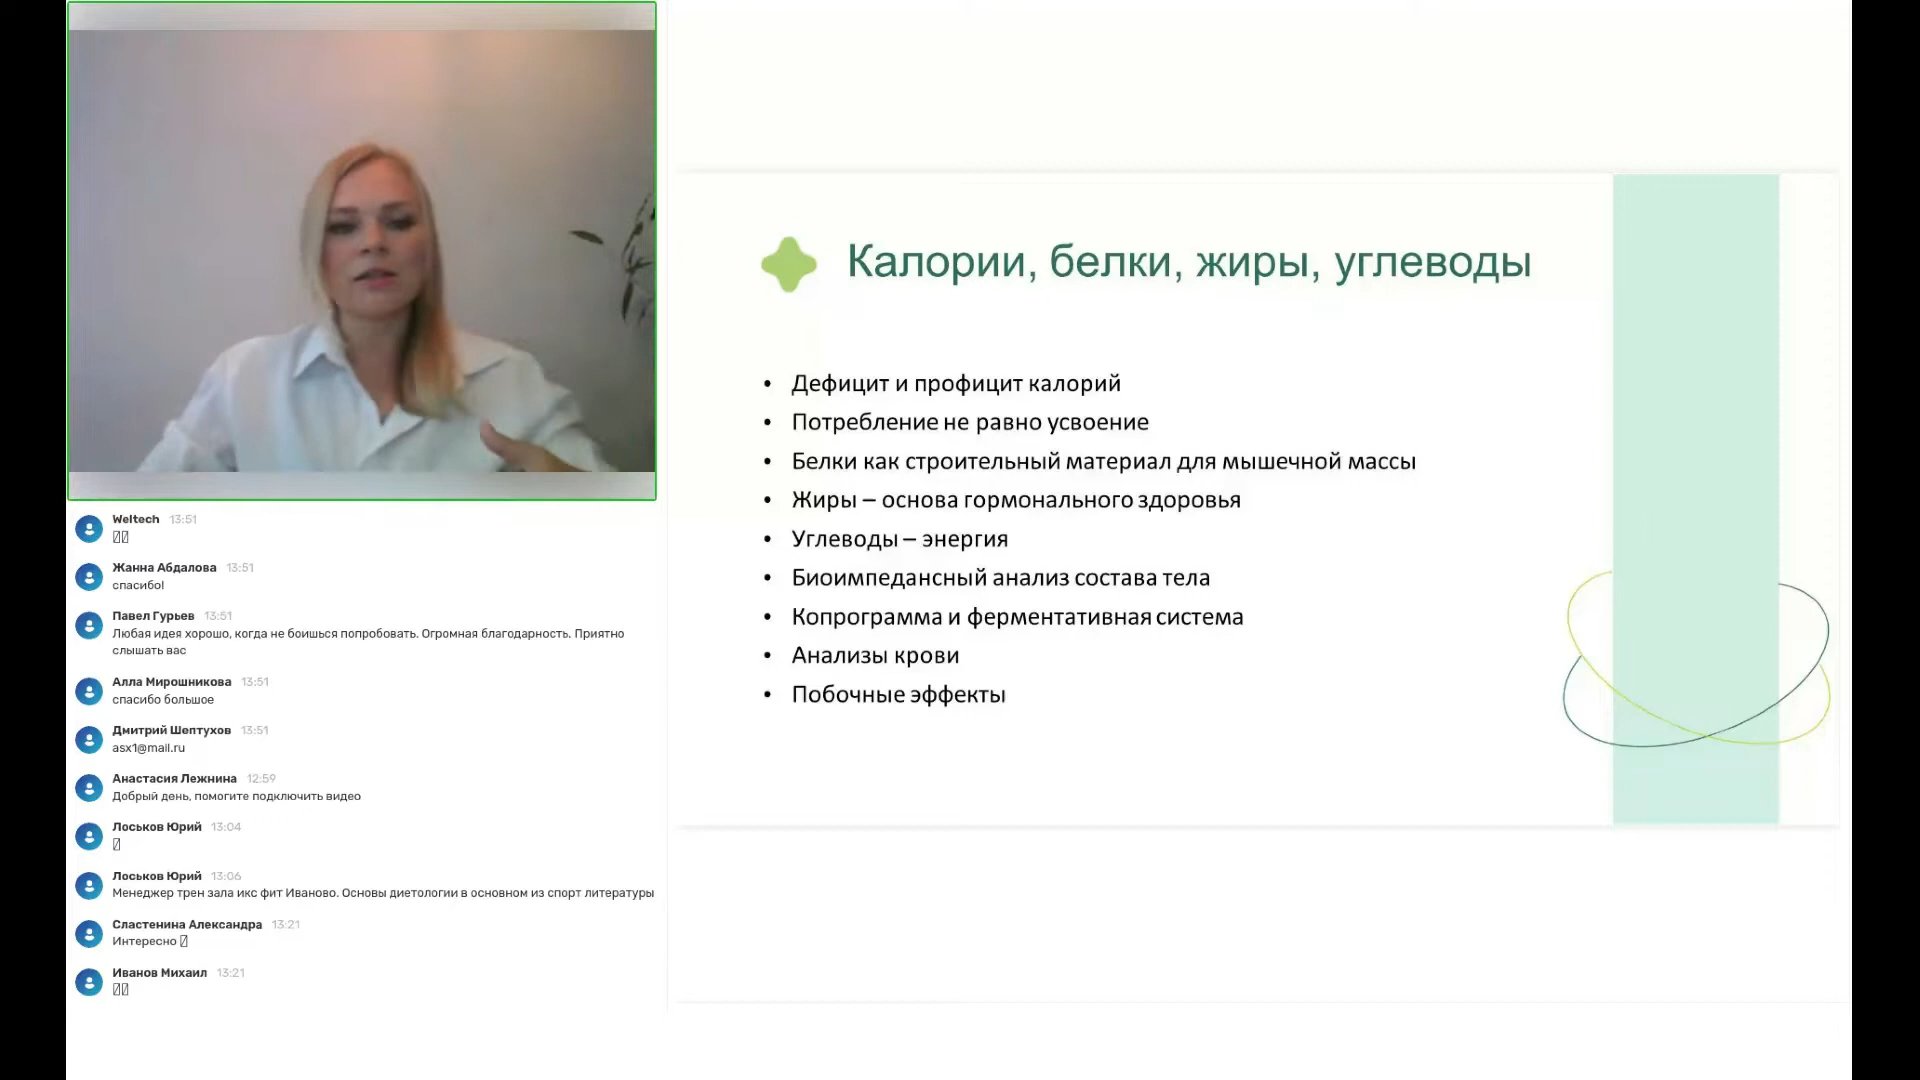 Weltech 13:51
Жанна Абдалова 13:51
спасибо!
Павел Гурьев 13:51
Любая идея хорошо, когда не боишься попробовать. Огромная благодарность. Приятно
слышать вас
Алла Мирошникова 13:51
спасибо большое
Дмитрий Шептухов 13:51
asx1@mail.ru
Анастасия Лежнина 12:59
Добрый день, помогите подключить видео
Лоськов Юрий 13:04
Лоськов Юрий 13:06
Менеджер трен зала икс фит Иваново. Основы диетологии в основном из спорт литературы
Сластенина Александра 13:21
Интересно
Иванов Михаил 13:21
Калории, белки, жиры, углеводы
• Дефицит и профицит калорий
• Потребление не равно усвоение
• Белки как строительный материал для мышечной массы
• Жиры – основа гормонального здоровья
• Углеводы – энергия
• Биоимпедансный анализ состава тела
• Копрограмма и ферментативная система
• Анализы крови
• Побочные эффекты